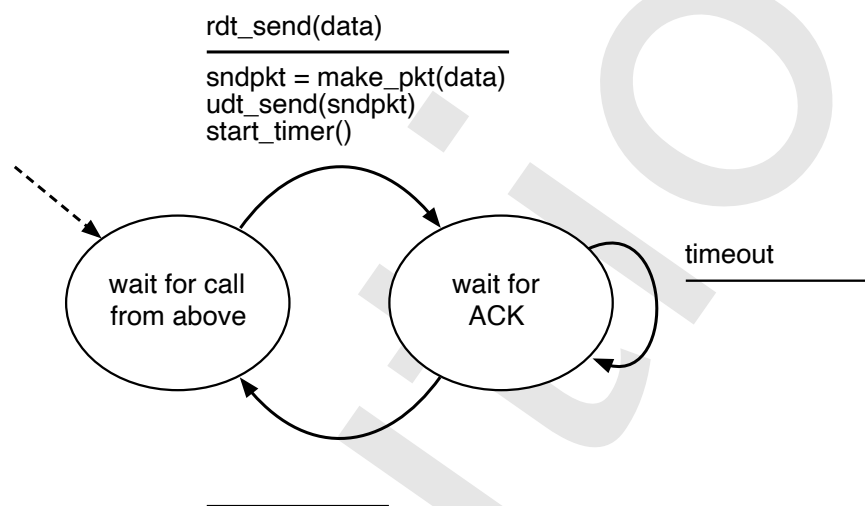 rdt_send(data)
sndpkt = make_pkt(data)
udt_send(sndpkt)
start_timer()
wait for call
from above
wait for
ACK
timeout